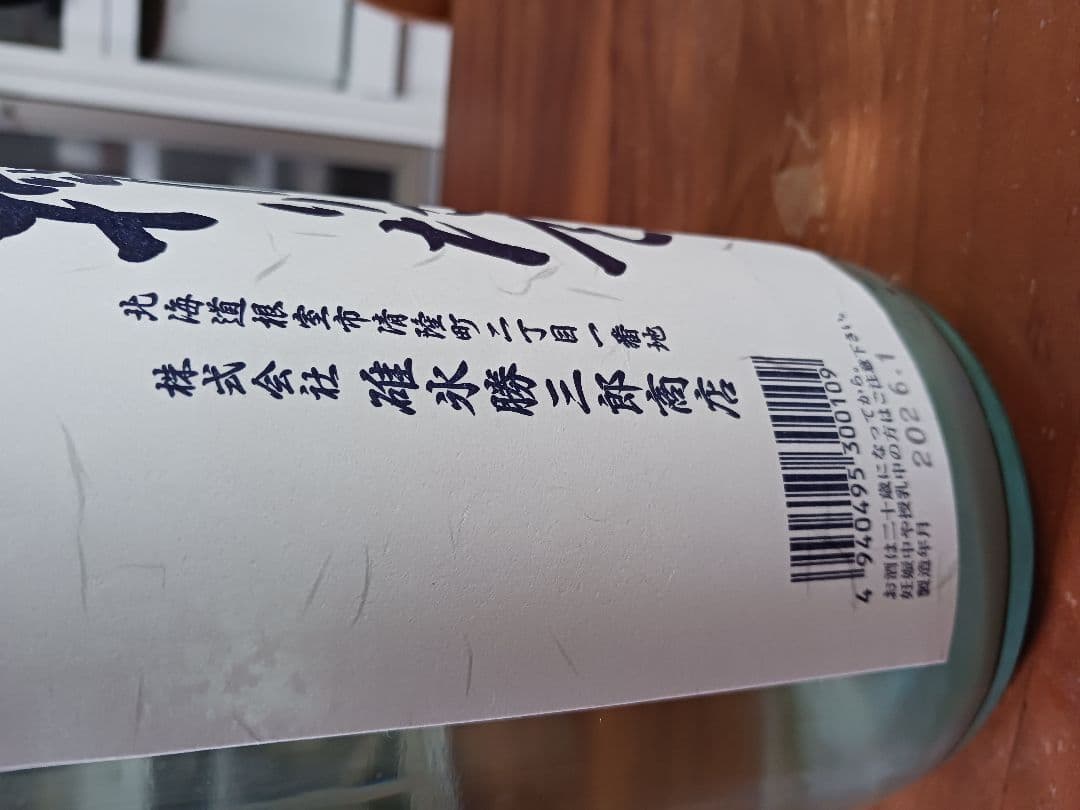 北海道根室市清隆町二丁目一番地
株式会社 碓氷勝三郎商店
4 940495 300109
お酒は二十歳になってから。
妊娠中や授乳中の方はご注意下さい。
製造年月 2026.1